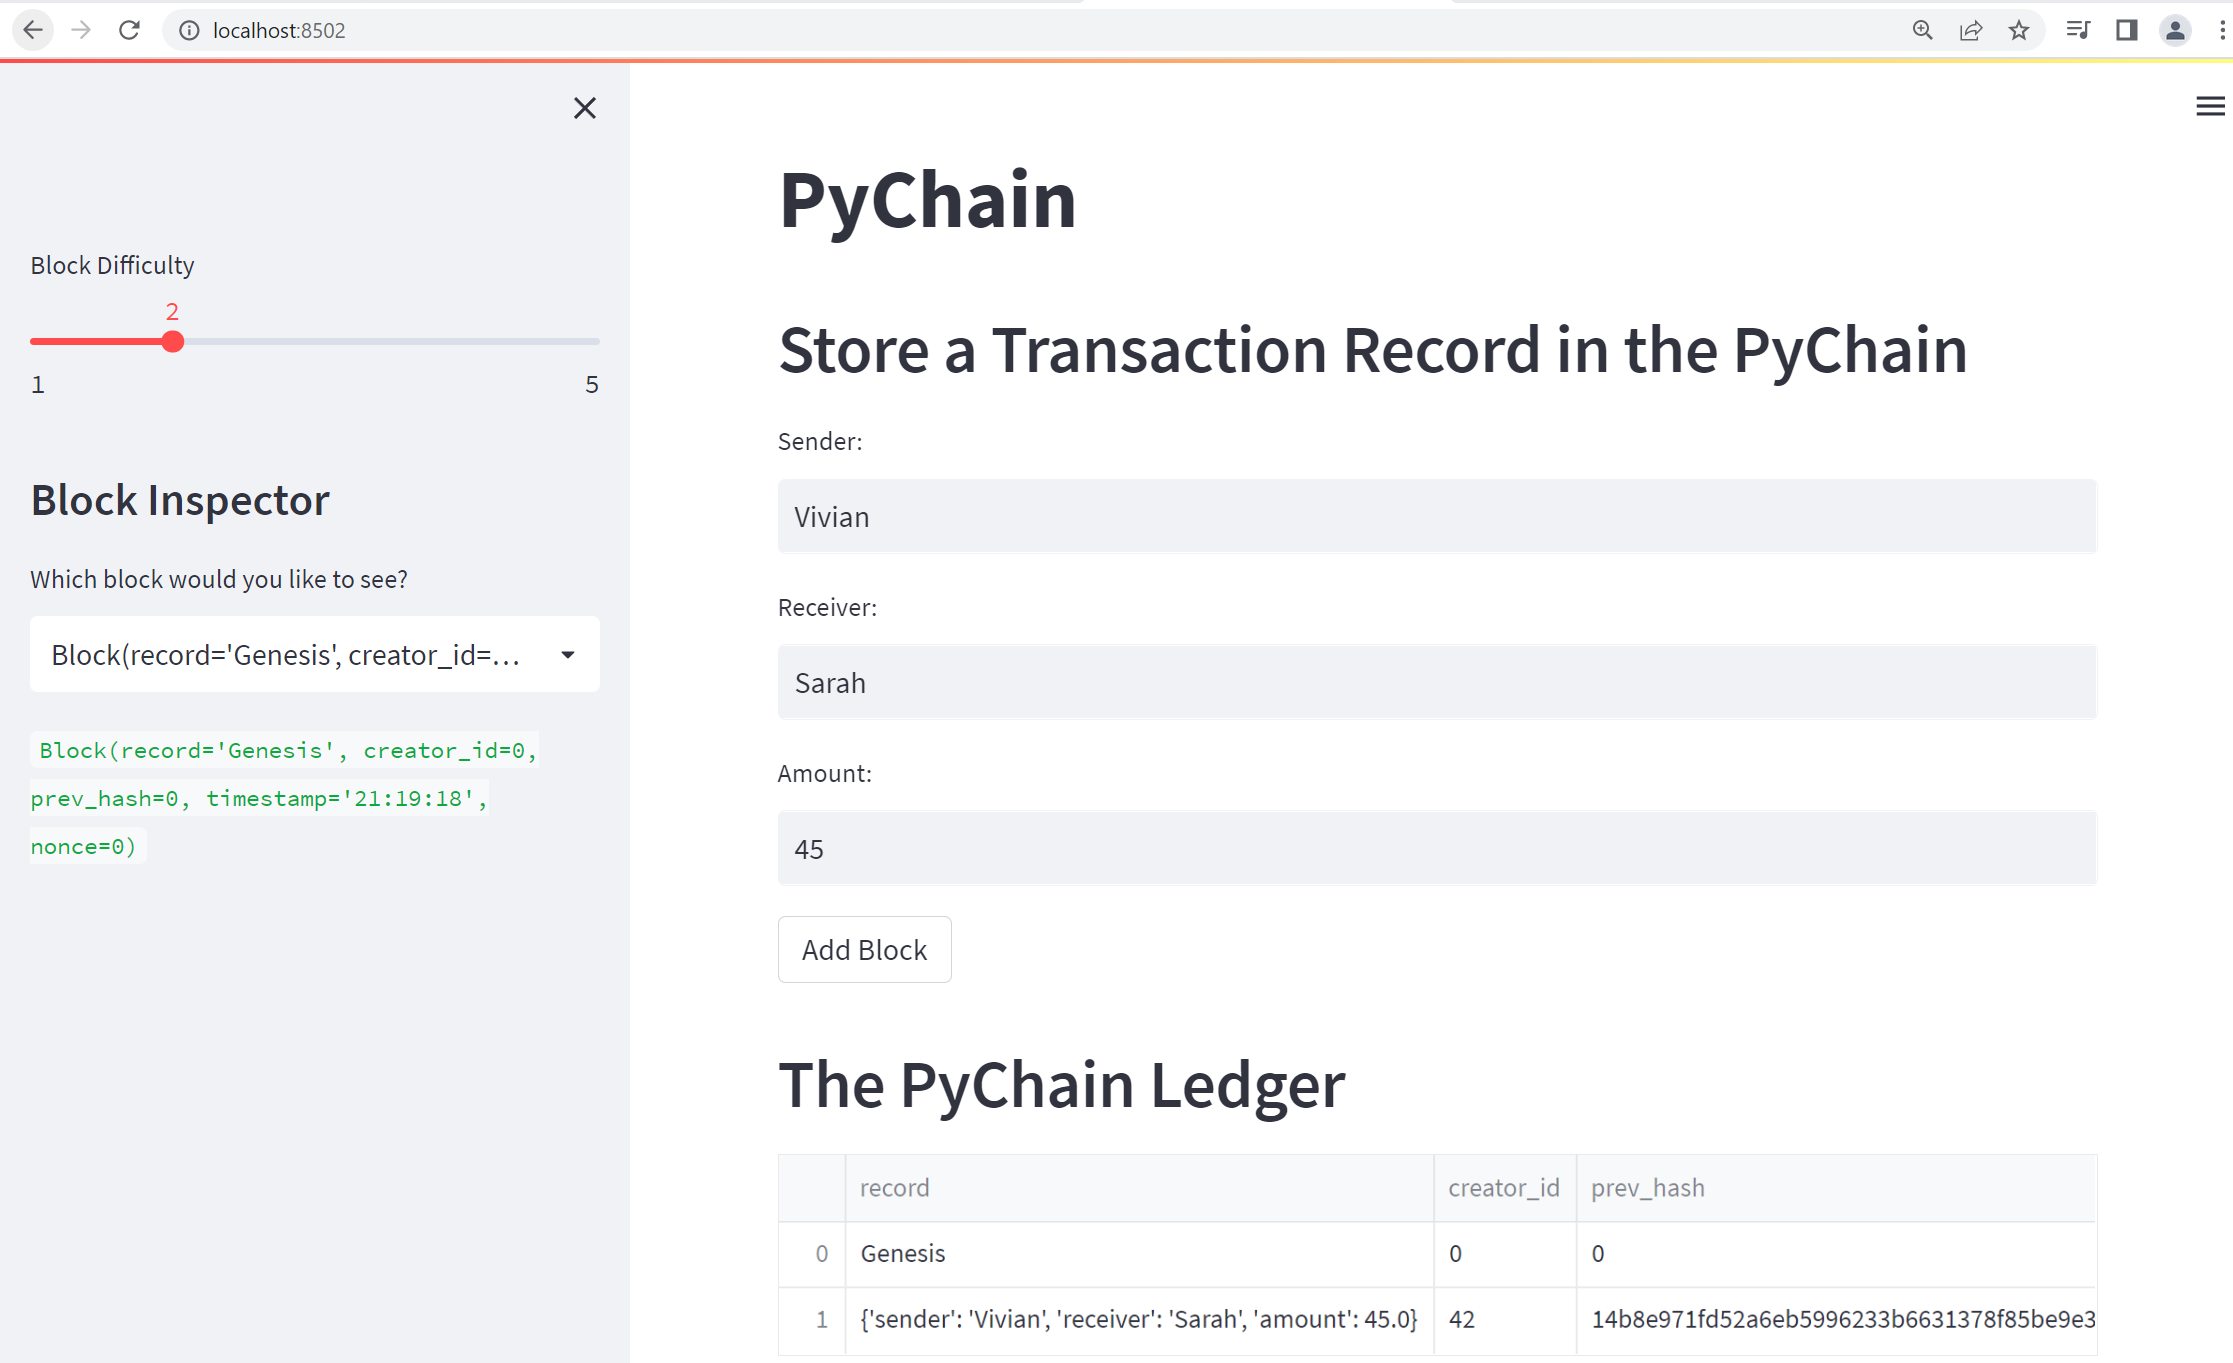 localhost:8502
Block Difficulty
2
1 5
Block Inspector
Which block would you like to see?
Block(record='Genesis', creator_id=...
Block(record='Genesis', creator_id=0,
prev_hash=0, timestamp='21:19:18',
nonce=0)
PyChain
Store a Transaction Record in the PyChain
Sender:
Vivian
Receiver:
Sarah
Amount:
45
Add Block
The PyChain Ledger
record creator_id prev_hash
0 Genesis 0 0
1 {'sender': 'Vivian', 'receiver': 'Sarah', 'amount': 45.0} 42 14b8e971fd52a6eb5996233b6631378f85be9e3